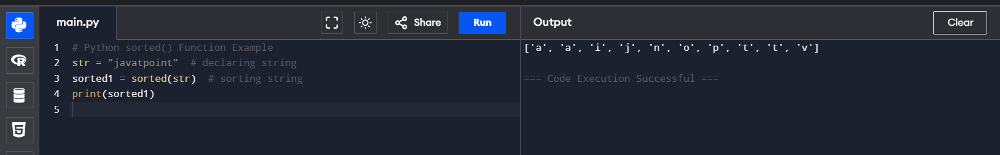 main.py
Share
Run
Output
Clear
1 # Python sorted() Function Example
2 str = "javatpoint"  # declaring string
3 sorted1 = sorted(str)  # sorting string
4 print(sorted1)
5
['a', 'a', 'i', 'j', 'n', 'o', 'p', 't', 't', 'v']
=== Code Execution Successful ===
R
5